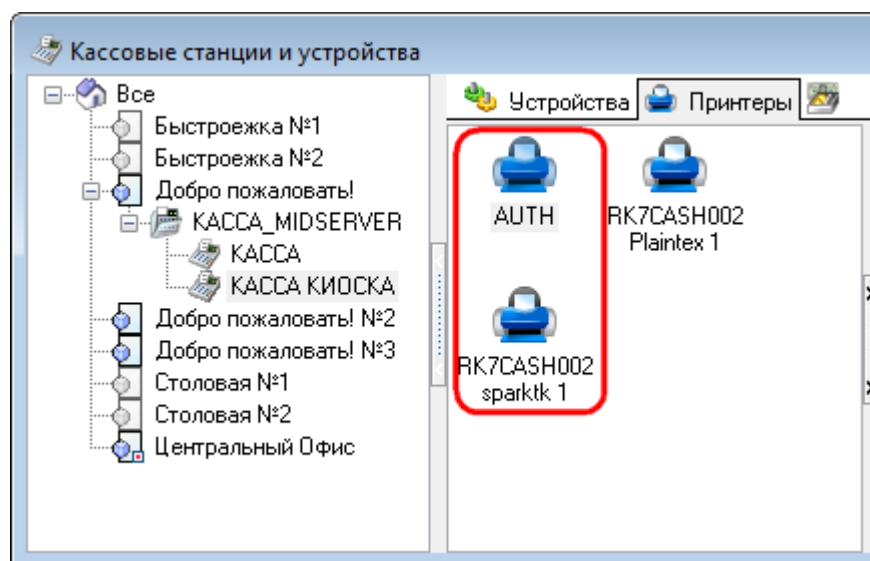 Кассовые станции и устройства
Все
Быстроежка №1
Быстроежка №2
Добро пожаловать!
КАССА_MIDSERVER
КАССА
КАССА КИОСКА
Добро пожаловать! №2
Добро пожаловать! №3
Столовая №1
Столовая №2
Центральный Офис
Устройства
Принтеры
AUTH
RK7CASH002
Plaintex 1
RK7CASH002
sparktk 1